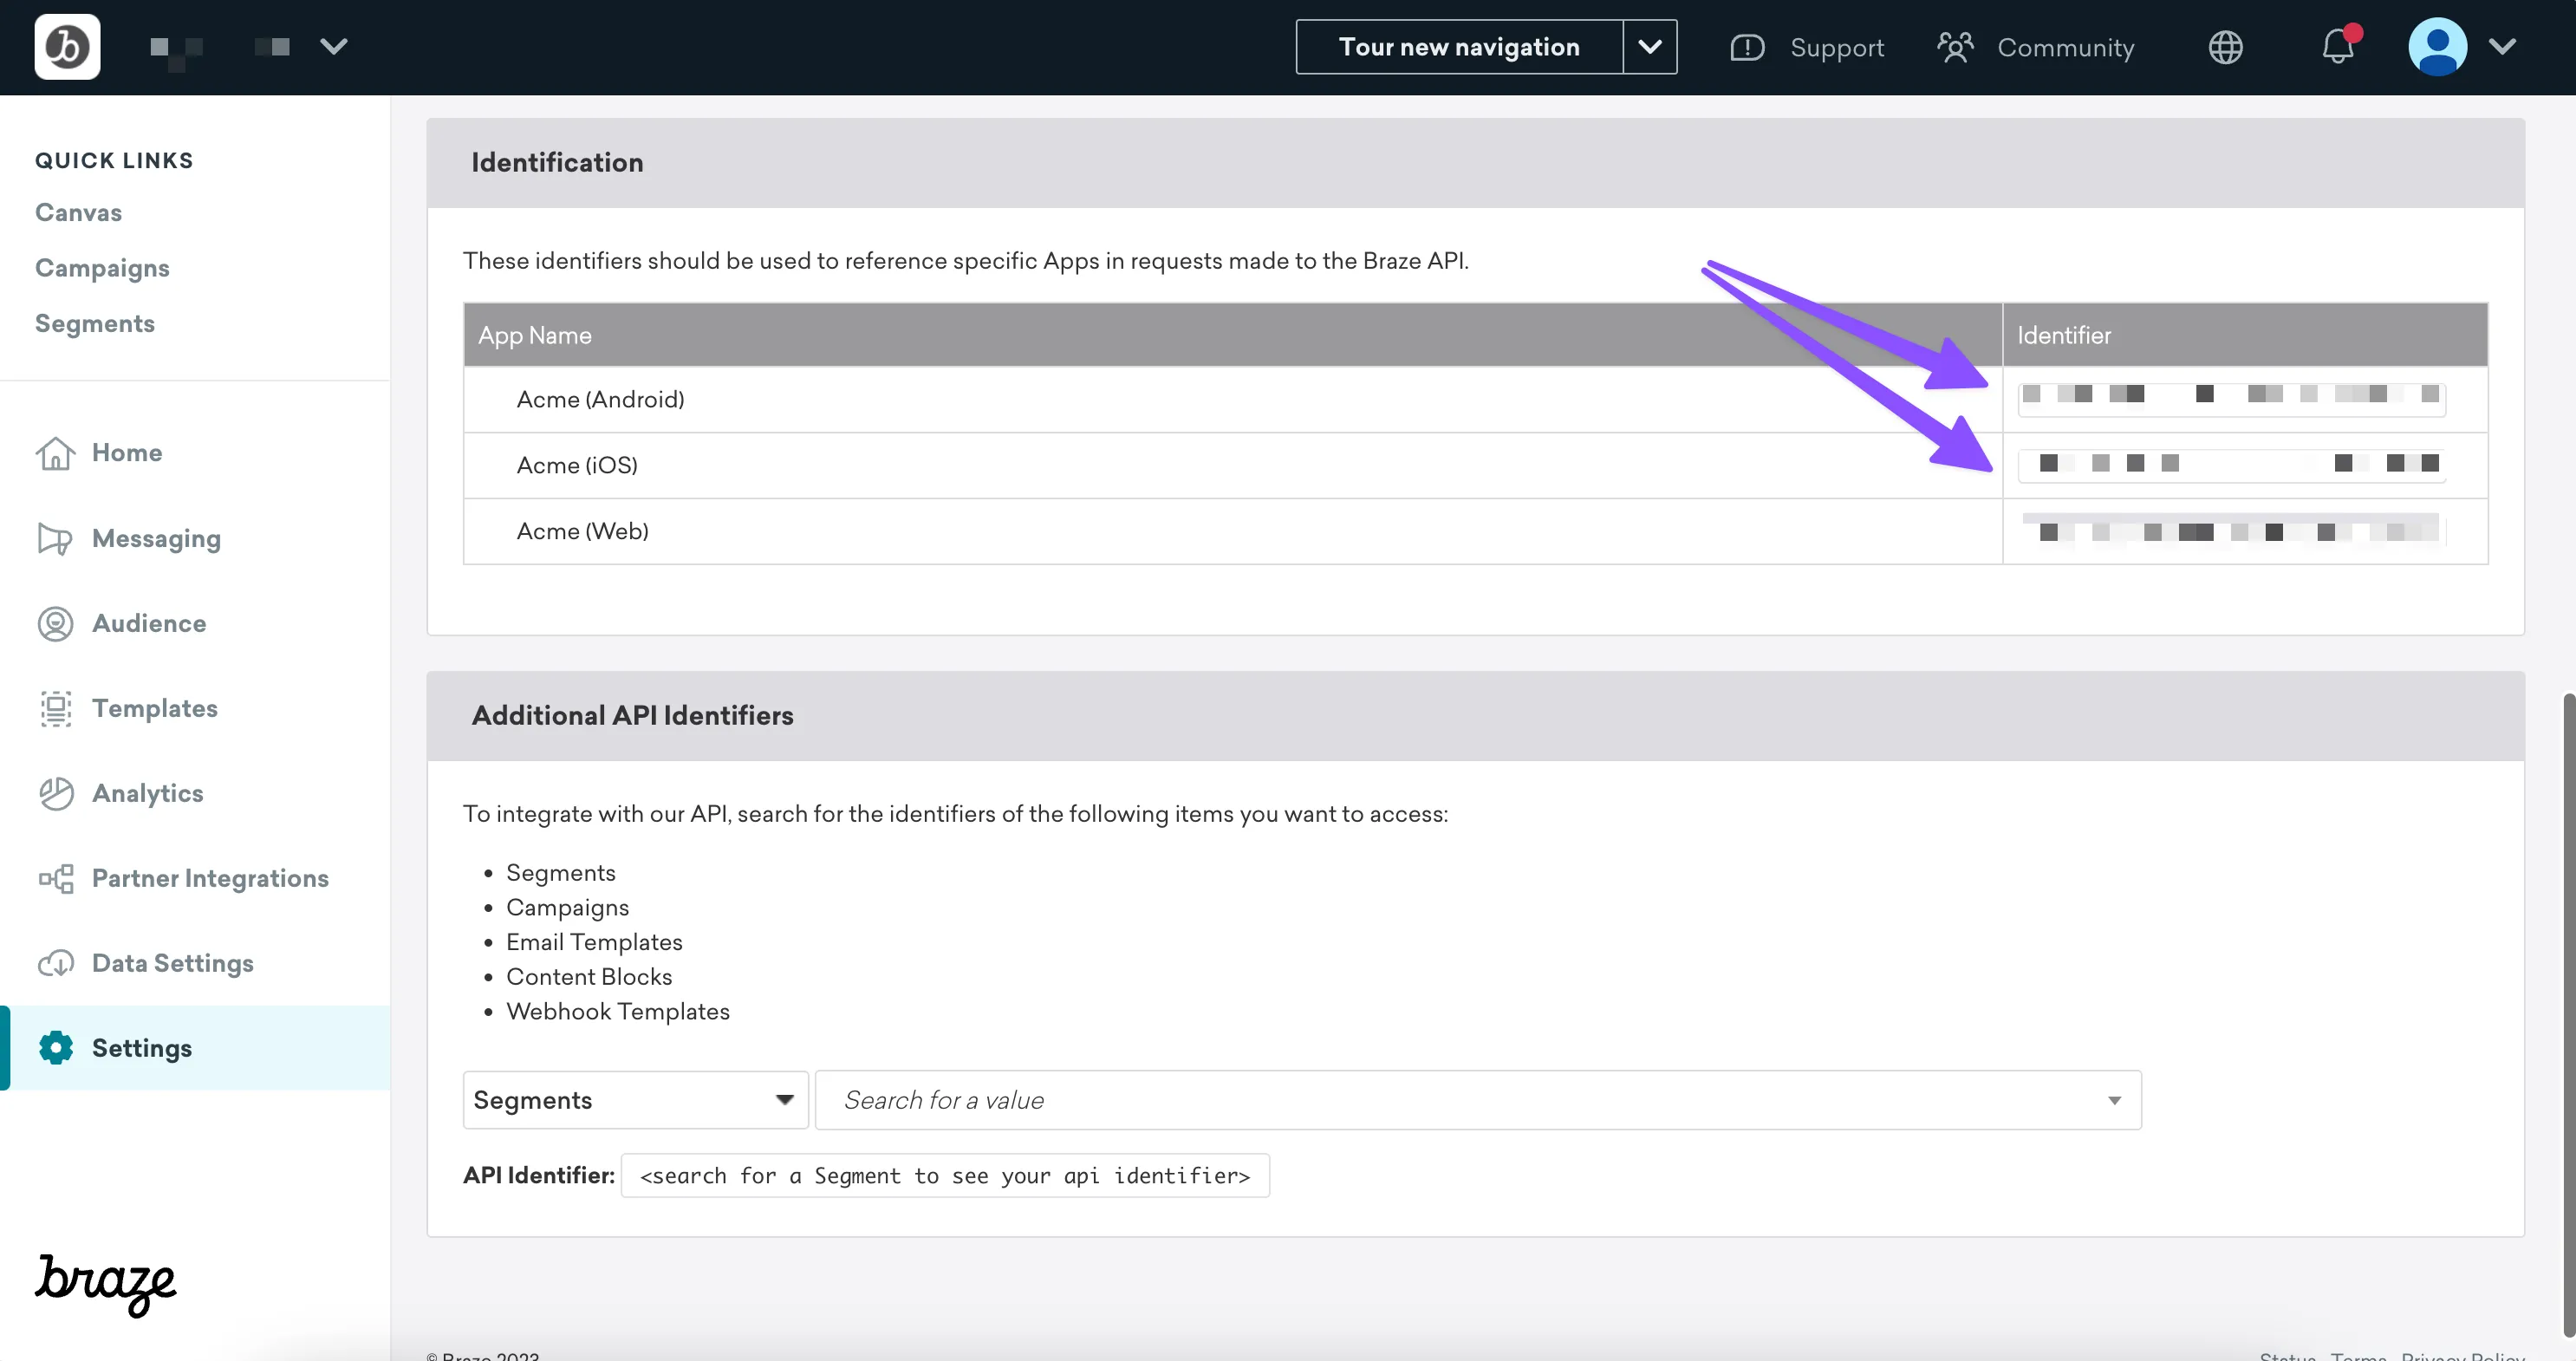 Tour new navigation
Support
Community
QUICK LINKS
Canvas
Campaigns
Segments
Home
Messaging
Audience
Templates
Analytics
Partner Integrations
Data Settings
Settings
braze
Identification
These identifiers should be used to reference specific Apps in requests made to the Braze API.
App Name Identifier
Acme (Android)
Acme (iOS)
Acme (Web)
Additional API Identifiers
To integrate with our API, search for the identifiers of the following items you want to access:
• Segments
• Campaigns
• Email Templates
• Content Blocks
• Webhook Templates
Segments Search for a value
API Identifier: <search for a Segment to see your api identifier>
© Braze 2023 Status Terms Privacy Policy